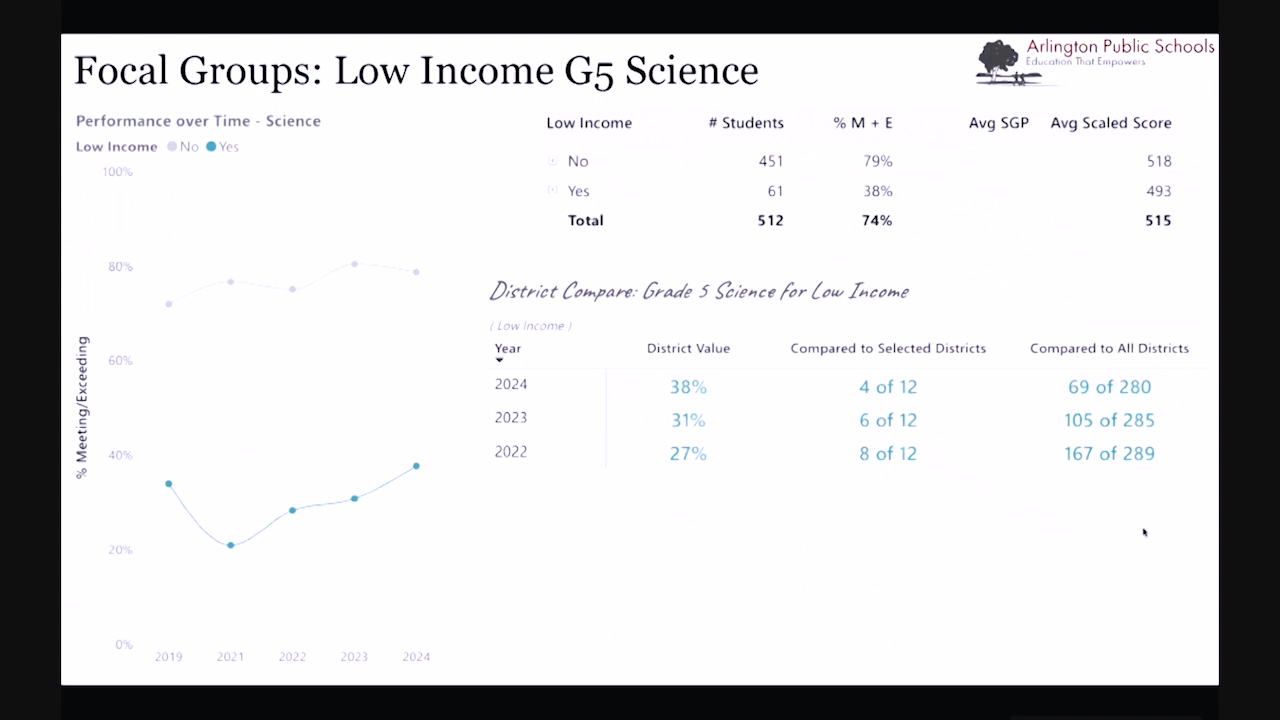 Focal Groups: Low Income G5 Science
Arlington Public Schools
Education That Empowers
Performance over Time - Science
Low Income No Yes
100%
80%
60%
40%
20%
0%
% Meeting/Exceeding
2019 2021 2022 2023 2024
Low Income # Students % M + E Avg SGP Avg Scaled Score
No 451 79% 518
Yes 61 38% 493
Total 512 74% 515
District Compare: Grade 5 Science for Low Income
( Low Income )
Year District Value Compared to Selected Districts Compared to All Districts
2024 38% 4 of 12 69 of 280
2023 31% 6 of 12 105 of 285
2022 27% 8 of 12 167 of 289